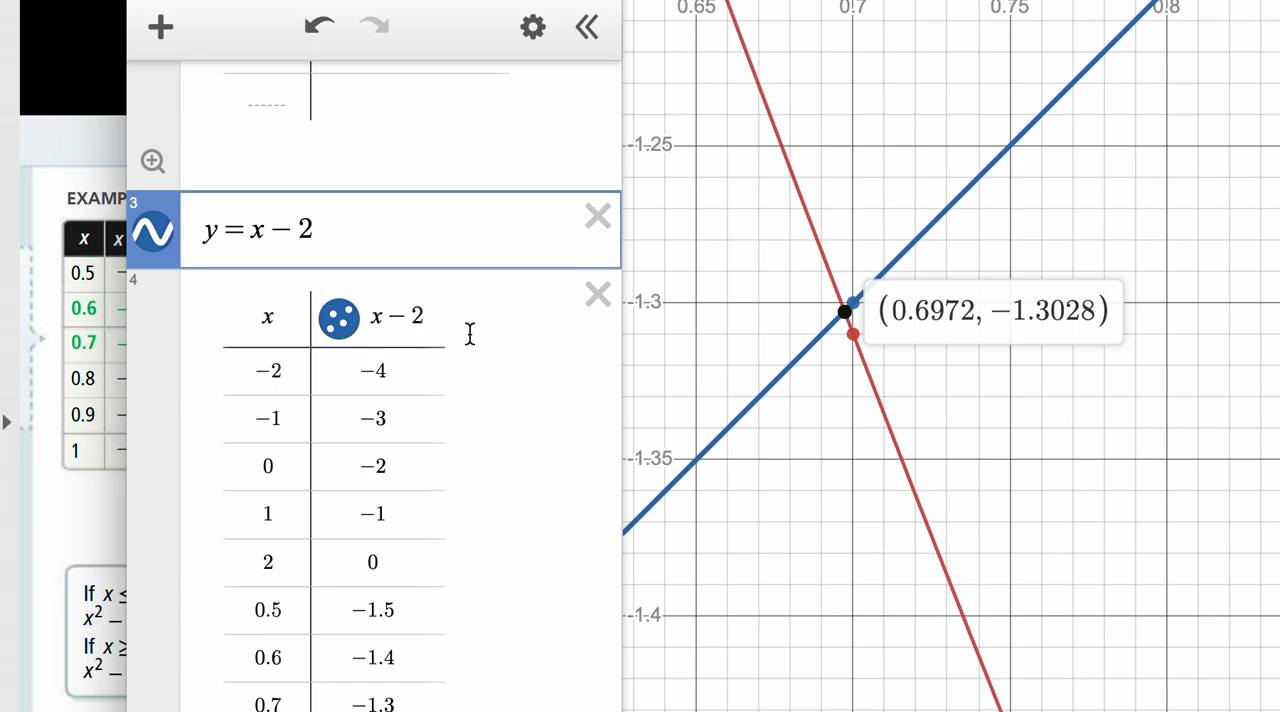 0.65 0.7 0.75 0.8
------
EXAMP
3
y = x − 2
x x
0.5 −
0.6 −
0.7 −
0.8 −
0.9 −
1 −
4
x x − 2
−2 −4
−1 −3
0 −2
1 −1
2 0
0.5 −1.5
0.6 −1.4
0.7 −1.3
If x ≤
x² −
If x ≥
x² −
-1.25
-1.3
(0.6972, −1.3028)
-1.35
-1.4